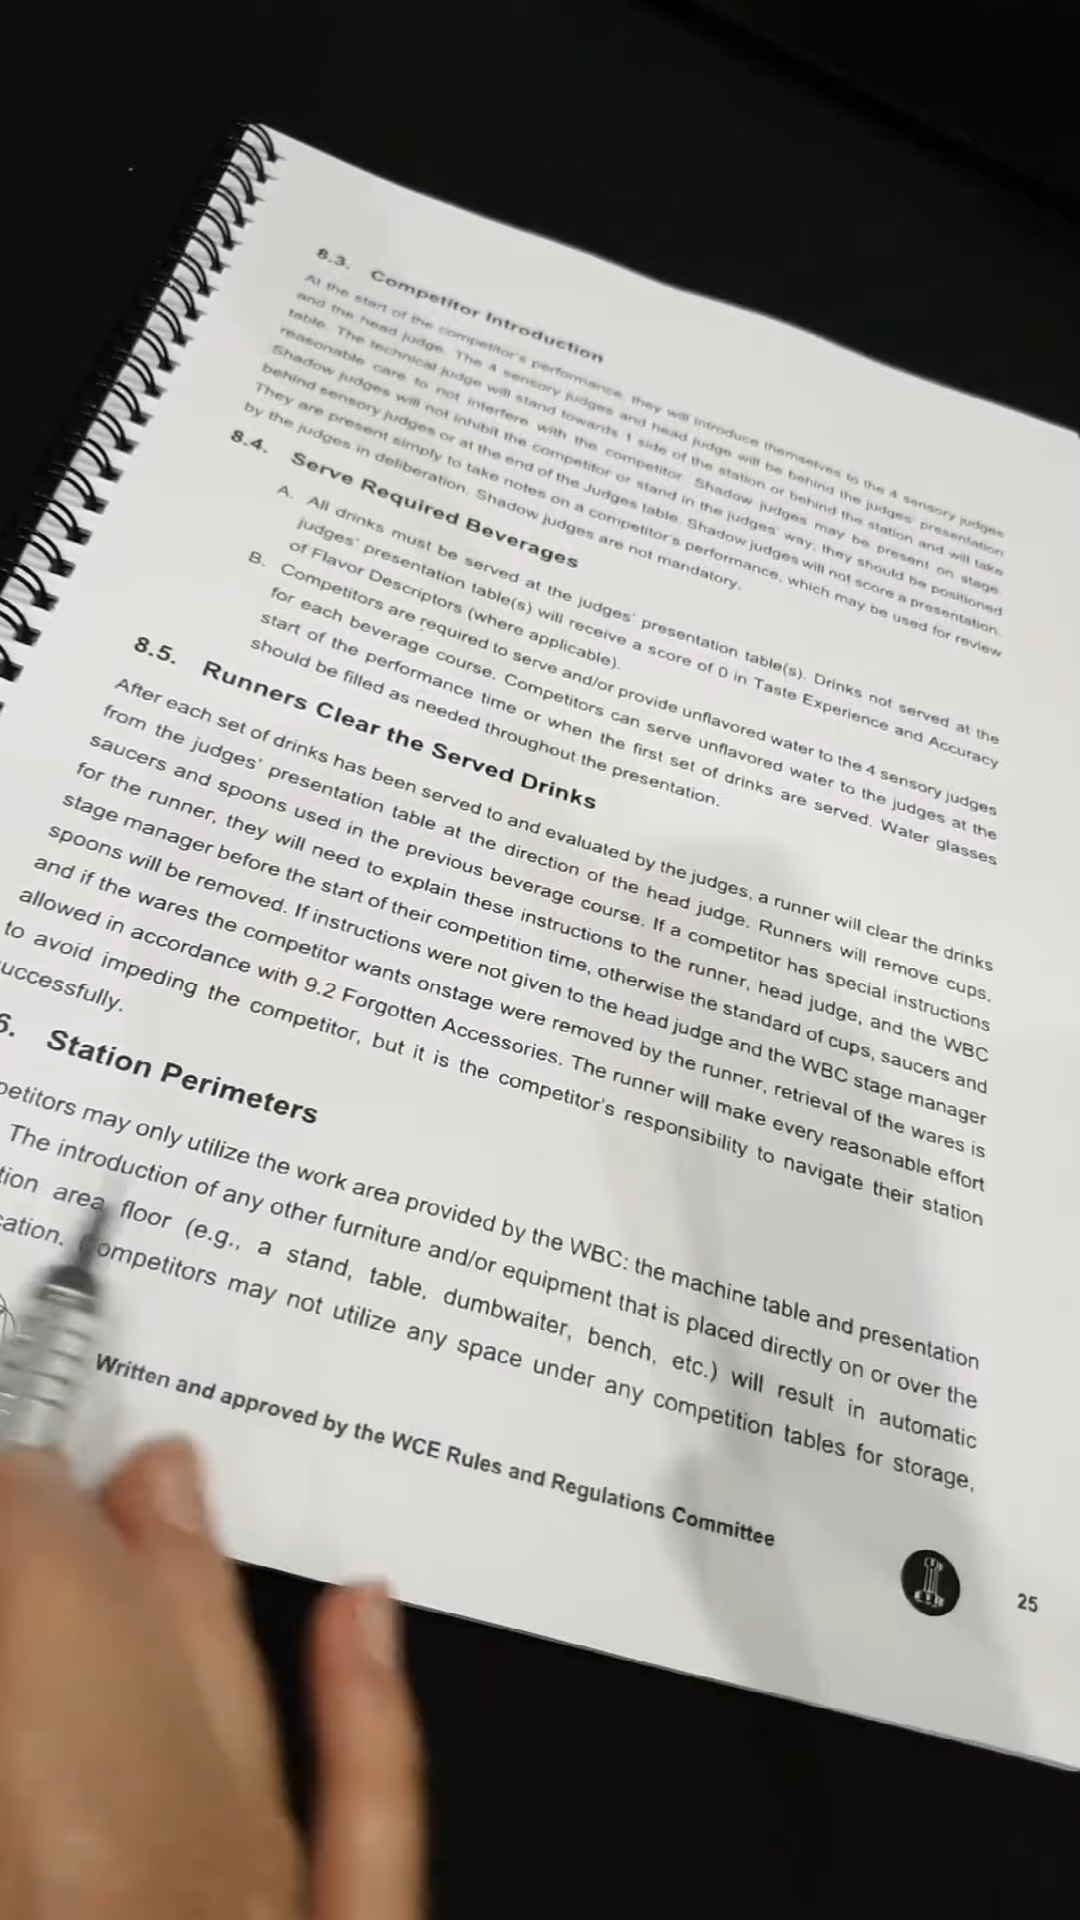 8.3. Competitor Introduction
At the start of the competitor's performance, they will introduce themselves to the 4 sensory judges
and the head judge. The 4 sensory judges and head judge will be behind the judges' presentation
table. The technical judge will stand towards 1 side of the station or behind the station and will take
reasonable care to not interfere with the competitor. Shadow judges may be present on stage.
Shadow judges will not inhibit the competitor or stand in the judges' way, they should be positioned
behind sensory judges or at the end of the Judges table. Shadow judges will not score a presentation.
They are present simply to take notes on a competitor's performance, which may be used for review
by the judges in deliberation. Shadow judges are not mandatory.
8.4. Serve Required Beverages
A. All drinks must be served at the judges' presentation table(s). Drinks not served at the
judges' presentation table(s) will receive a score of 0 in Taste Experience and Accuracy
of Flavor Descriptors (where applicable).
B. Competitors are required to serve and/or provide unflavored water to the 4 sensory judges
for each beverage course. Competitors can serve unflavored water to the judges at the
start of the performance time or when the first set of drinks are served. Water glasses
should be filled as needed throughout the presentation.
8.5. Runners Clear the Served Drinks
After each set of drinks has been served to and evaluated by the judges, a runner will clear the drinks
from the judges' presentation table at the direction of the head judge. Runners will remove cups,
saucers and spoons used in the previous beverage course. If a competitor has special instructions
for the runner, they will need to explain these instructions to the runner, head judge, and the WBC
stage manager before the start of their competition time, otherwise the standard of cups, saucers and
spoons will be removed. If instructions were not given to the head judge and the WBC stage manager
and if the wares the competitor wants onstage were removed by the runner, retrieval of the wares is
allowed in accordance with 9.2 Forgotten Accessories. The runner will make every reasonable effort
to avoid impeding the competitor, but it is the competitor's responsibility to navigate their station
uccessfully.
6. Station Perimeters
petitors may only utilize the work area provided by the WBC: the machine table and presentation
The introduction of any other furniture and/or equipment that is placed directly on or over the
tion area floor (e.g., a stand, table, dumbwaiter, bench, etc.) will result in automatic
cation. Competitors may not utilize any space under any competition tables for storage,
Written and approved by the WCE Rules and Regulations Committee
25